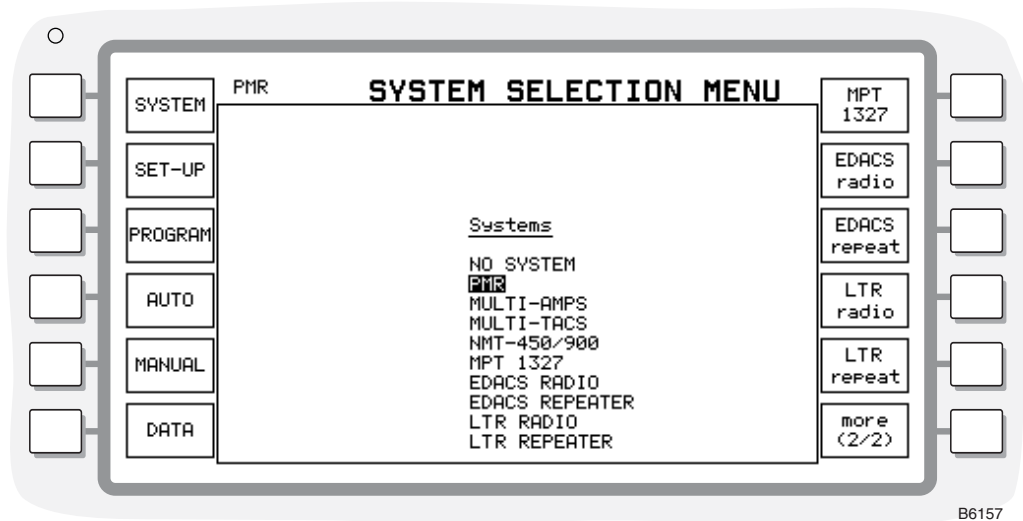 PMR
SYSTEM SELECTION MENU
SYSTEM
SET-UP
PROGRAM
AUTO
MANUAL
DATA
Systems
NO SYSTEM
PMR
MULTI-AMPS
MULTI-TACS
NMT-450/900
MPT 1327
EDACS RADIO
EDACS REPEATER
LTR RADIO
LTR REPEATER
MPT
1327
EDACS
radio
EDACS
repeat
LTR
radio
LTR
repeat
more
(2/2)
B6157